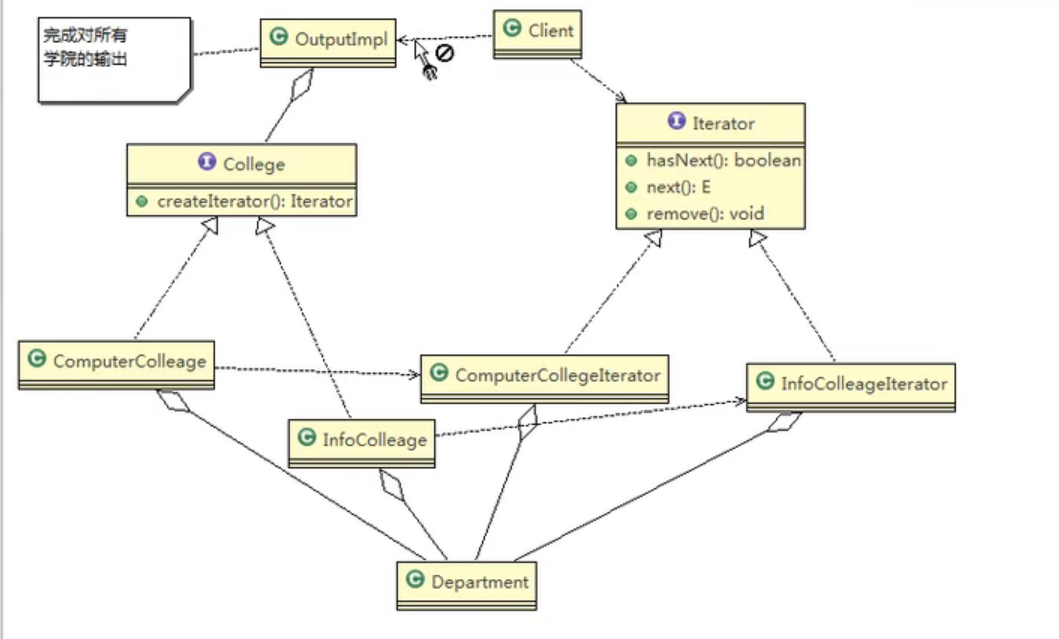 完成对所有
学院的输出
OutputImpl
Client
Iterator
hasNext(): boolean
next(): E
remove(): void
College
createIterator(): Iterator
ComputerColleage
ComputerCollegeIterator
InfoColleageIterator
InfoColleage
Department